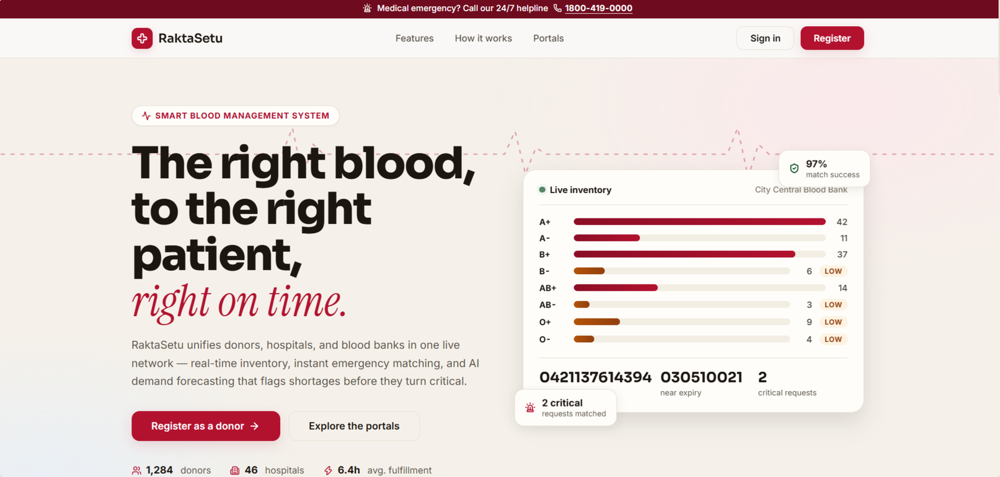 Medical emergency? Call our 24/7 helpline 1800-419-0000
RaktaSetu
Features
How it works
Portals
Sign in
Register
SMART BLOOD MANAGEMENT SYSTEM
The right blood,
to the right
patient,
right on time.
RaktaSetu unifies donors, hospitals, and blood banks in one live
network — real-time inventory, instant emergency matching, and AI
demand forecasting that flags shortages before they turn critical.
Register as a donor →
Explore the portals
1,284 donors
46 hospitals
6.4h avg. fulfillment
97%
match success
Live inventory
City Central Blood Bank
A+ 42
A- 11
B+ 37
B- 6 LOW
AB+ 14
AB- 3 LOW
O+ 9 LOW
O- 4 LOW
0421137614394
030510021
near expiry
2
critical requests
2 critical
requests matched